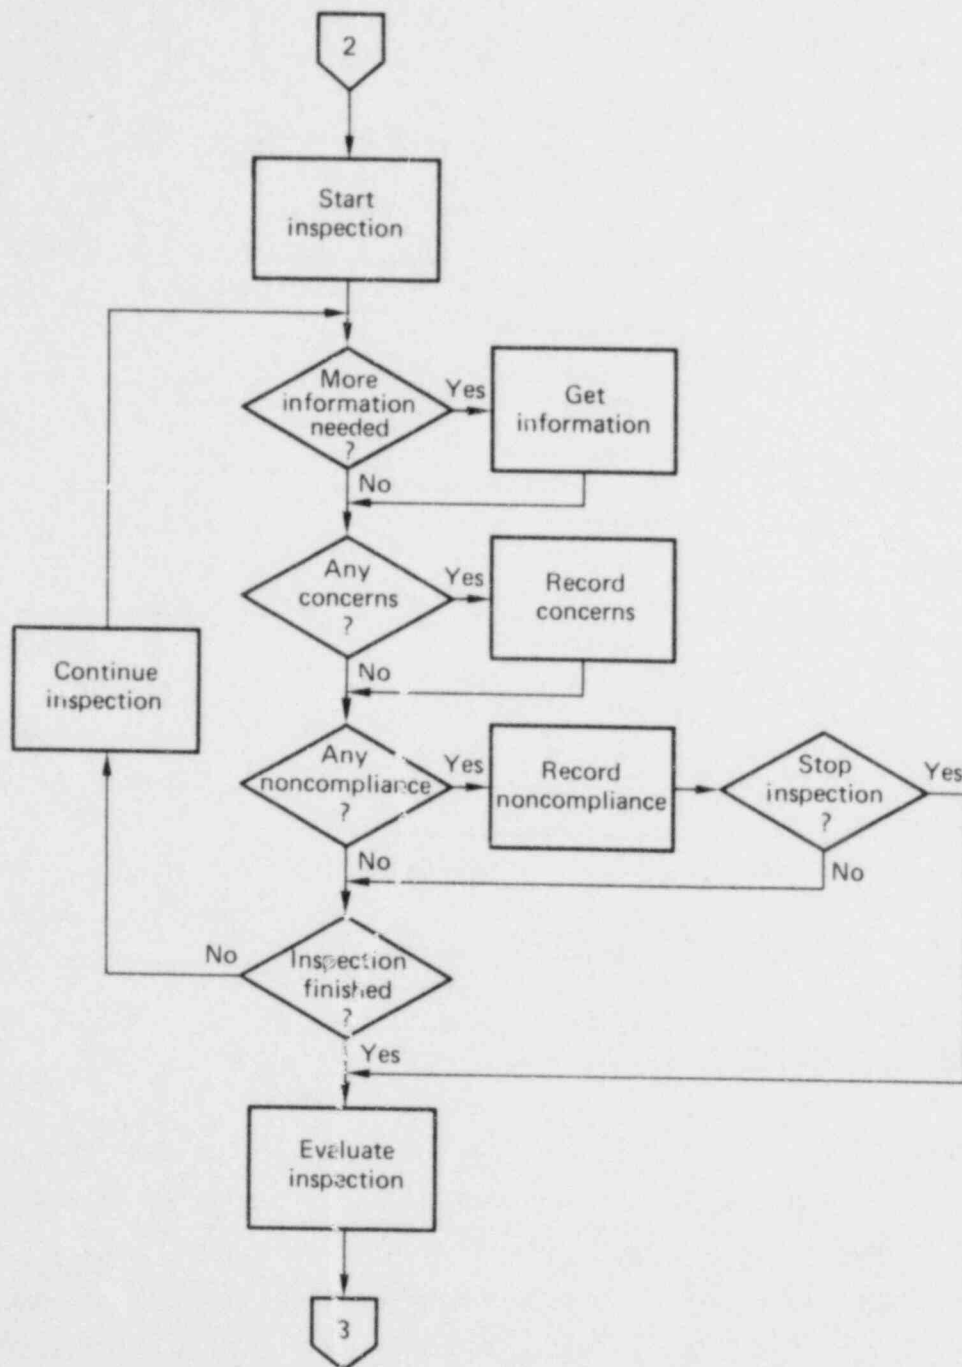 2
Start
inspection
More
information
needed
?
Yes
Get
information
No
Any
concerns
?
Yes
Record
concerns
No
Continue
inspection
Any
noncompliance
?
Yes
Record
noncompliance
Stop
inspection
?
Yes
No
No
Inspection
finished
?
No
Yes
Evaluate
inspection
3